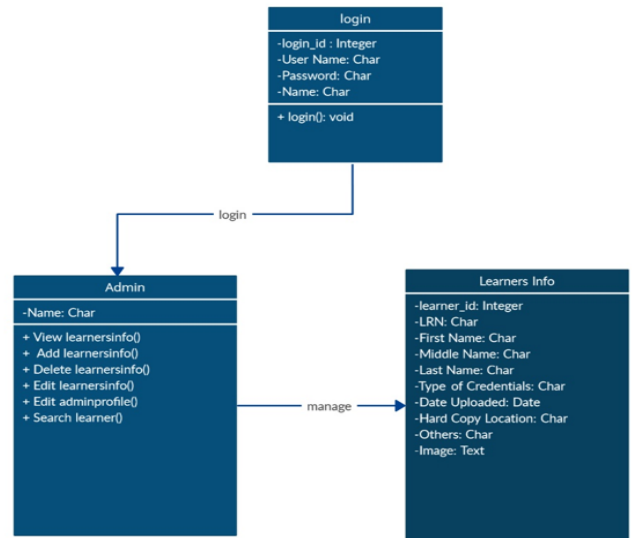 login
-login_id : Integer
-User Name: Char
-Password: Char
-Name: Char
+ login(): void
login
Admin
-Name: Char
+ View learnersinfo()
+ Add learnersinfo()
+ Delete learnersinfo()
+ Edit learnersinfo()
+ Edit adminprofile()
+ Search learner()
manage
Learners Info
-learner_id: Integer
-LRN: Char
-First Name: Char
-Middle Name: Char
-Last Name: Char
-Type of Credentials: Char
-Date Uploaded: Date
-Hard Copy Location: Char
-Others: Char
-Image: Text